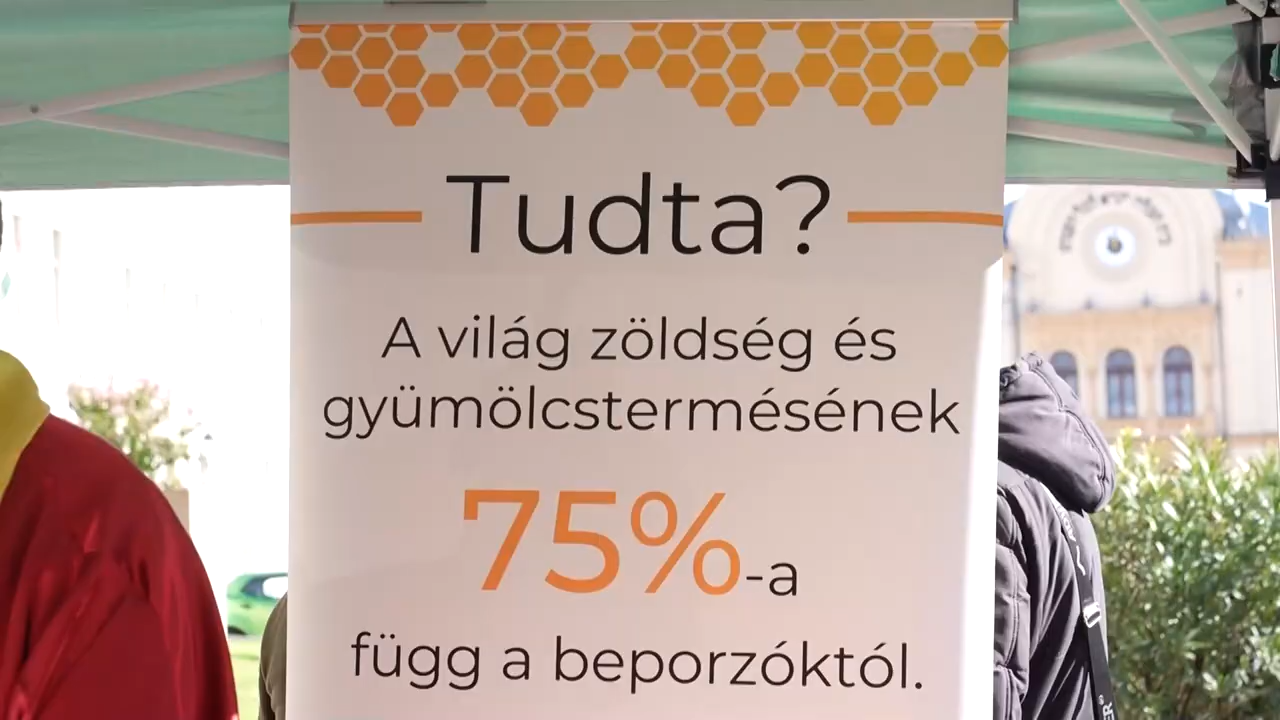 Tudta?
A világ zöldség és
gyümölcstermésének
75%-a
függ a beporzóktól.